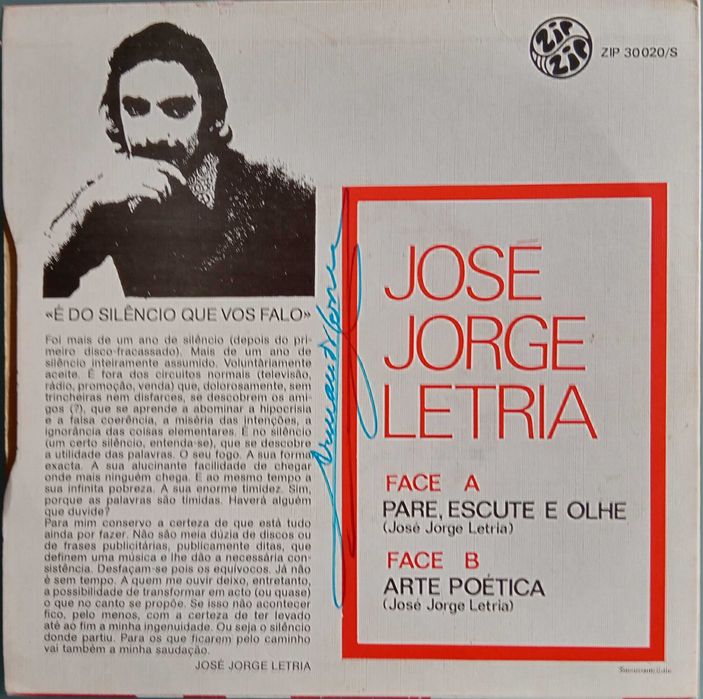 ZIP ZIP
ZIP 30020/S
«É DO SILÊNCIO QUE VOS FALO»
Foi mais de um ano de silêncio (depois do pri-
meiro disco-fracassado). Mais de um ano de
silêncio inteiramente assumido. Voluntáriamente
aceite. É fora dos circuitos normais (televisão,
rádio, promoção, venda) que, dolorosamente, sem
trincheiras nem disfarces, se descobrem os ami-
gos (?), que se aprende a abominar a hipocrisia
e a falsa coerência, a miséria das intenções, a
ignorância das coisas elementares. É no silêncio
(um certo silêncio, entenda-se), que se descobre
a utilidade das palavras. O seu fogo. A sua forma
exacta. A sua alucinante facilidade de chegar
onde mais ninguém chega. E ao mesmo tempo a
sua infinita pobreza. A sua enorme timidez. Sim,
porque as palavras são tímidas. Haverá alguém
que duvide?
Para mim conservo a certeza de que está tudo
ainda por fazer. Não são meia dúzia de discos ou
de frases publicitárias, publicamente ditas, que
definem uma música e lhe dão a necessária con-
sistência. Desfaçam-se pois os equívocos. Já não
é sem tempo. A quem me ouvir deixo, entretanto,
a possibilidade de transformar em acto (ou quase)
o que no canto se propõe. Se isso não acontecer
fico, pelo menos, com a certeza de ter levado
até ao fim a minha ingenuidade. Ou seja o silêncio
donde partiu. Para os que ficarem pelo caminho
vai também a minha saudação.
JOSÉ JORGE LETRIA
JOSÉ
JORGE
LETRIA
FACE A
PARE, ESCUTE E OLHE
(José Jorge Letria)
FACE B
ARTE POÉTICA
(José Jorge Letria)